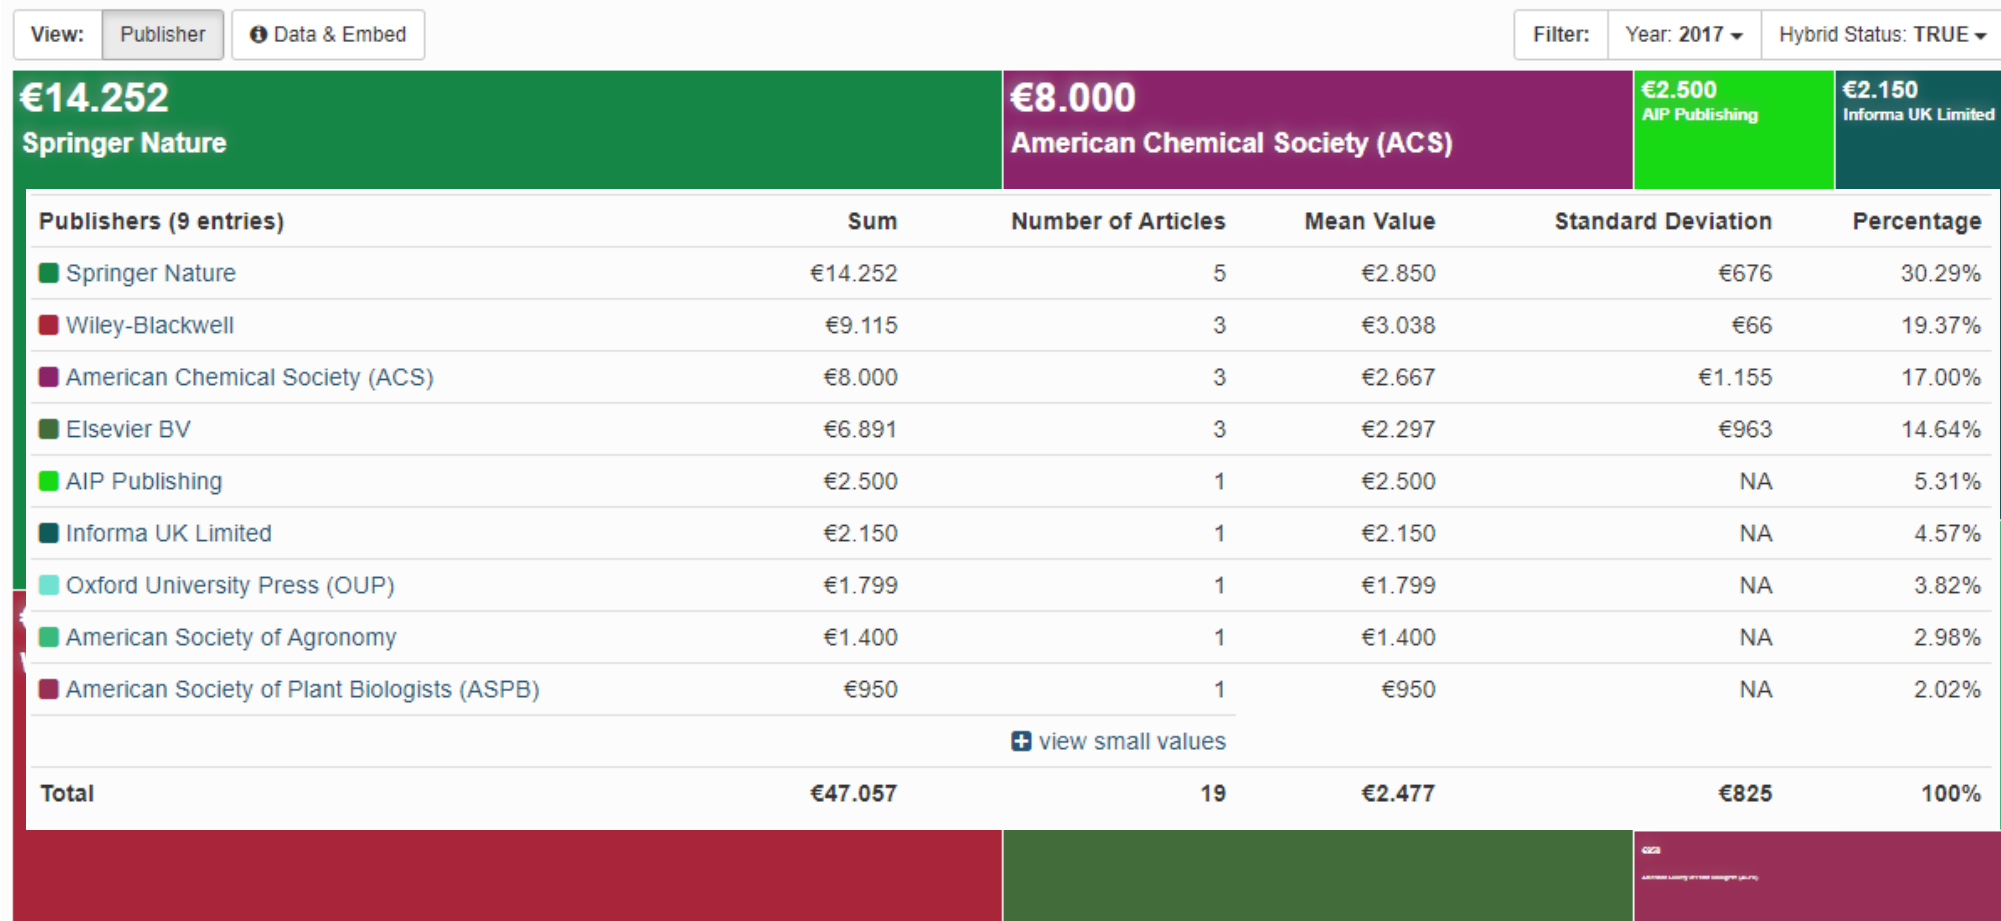 View: Publisher Data & Embed Filter: Year: 2017 Hybrid Status: TRUE
€14.252 €8.000 €2.500 €2.150
Springer Nature American Chemical Society (ACS) AIP Publishing Informa UK Limited
Publishers (9 entries) Sum Number of Articles Mean Value Standard Deviation Percentage
Springer Nature €14.252 5 €2.850 €676 30.29%
Wiley-Blackwell €9.115 3 €3.038 €66 19.37%
American Chemical Society (ACS) €8.000 3 €2.667 €1.155 17.00%
Elsevier BV €6.891 3 €2.297 €963 14.64%
AIP Publishing €2.500 1 €2.500 NA 5.31%
Informa UK Limited €2.150 1 €2.150 NA 4.57%
Oxford University Press (OUP) €1.799 1 €1.799 NA 3.82%
American Society of Agronomy €1.400 1 €1.400 NA 2.98%
American Society of Plant Biologists (ASPB) €950 1 €950 NA 2.02%
view small values
Total €47.057 19 €2.477 €825 100%